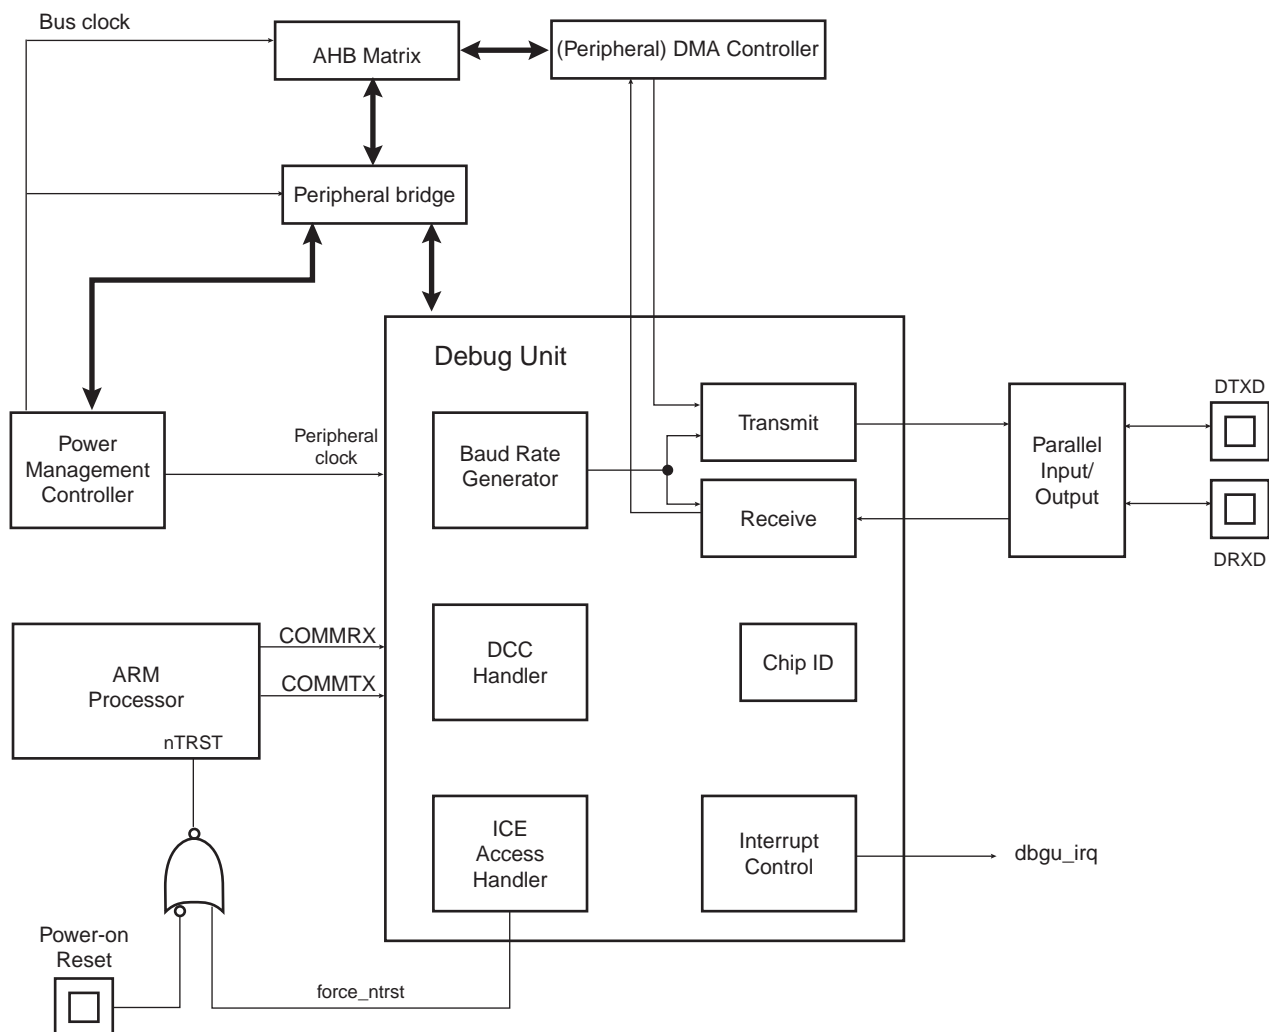 Bus clock
AHB Matrix
(Peripheral) DMA Controller
Peripheral bridge
Debug Unit
Power
Management
Controller
Peripheral
clock
Baud Rate
Generator
Transmit
Receive
Parallel
Input/
Output
DTXD
DRXD
ARM
Processor
nTRST
COMMRX
COMMTX
DCC
Handler
Chip ID
ICE
Access
Handler
Interrupt
Control
dbgu_irq
Power-on
Reset
force_ntrst